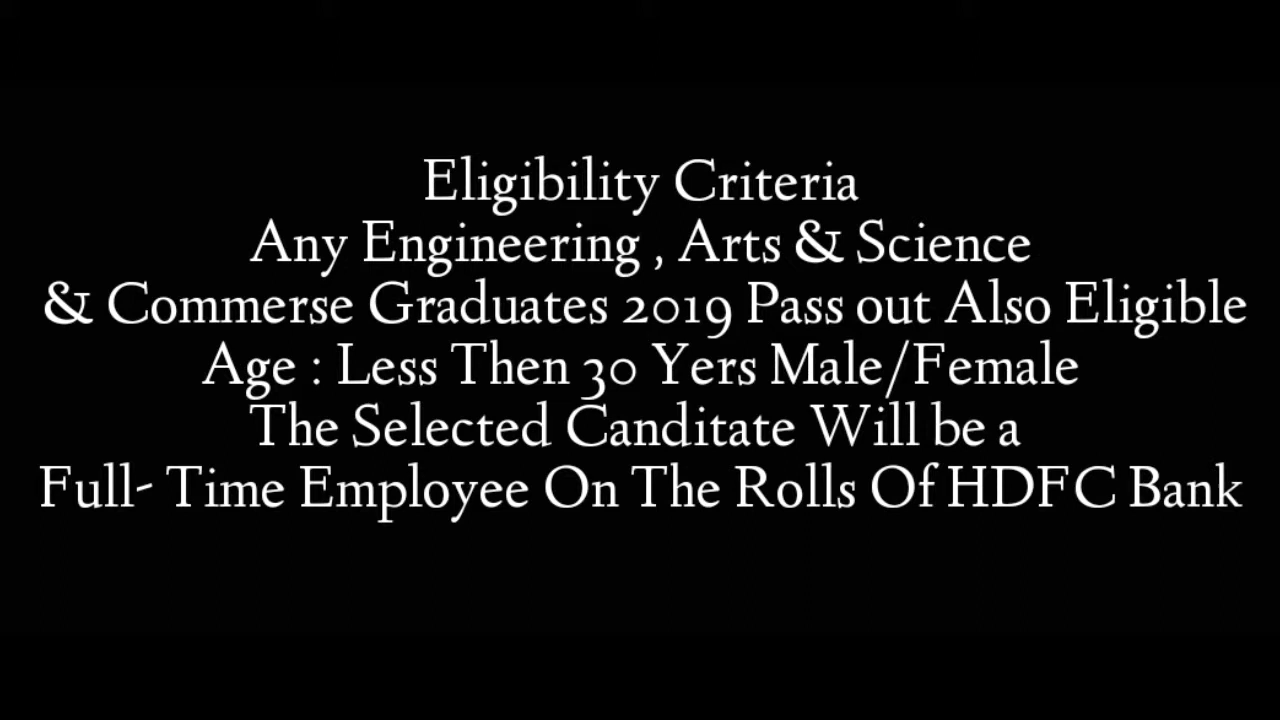 Eligibility Criteria
Any Engineering , Arts & Science
& Commerse Graduates 2019 Pass out Also Eligible
Age : Less Then 30 Yers Male/Female
The Selected Canditate Will be a
Full- Time Employee On The Rolls Of HDFC Bank